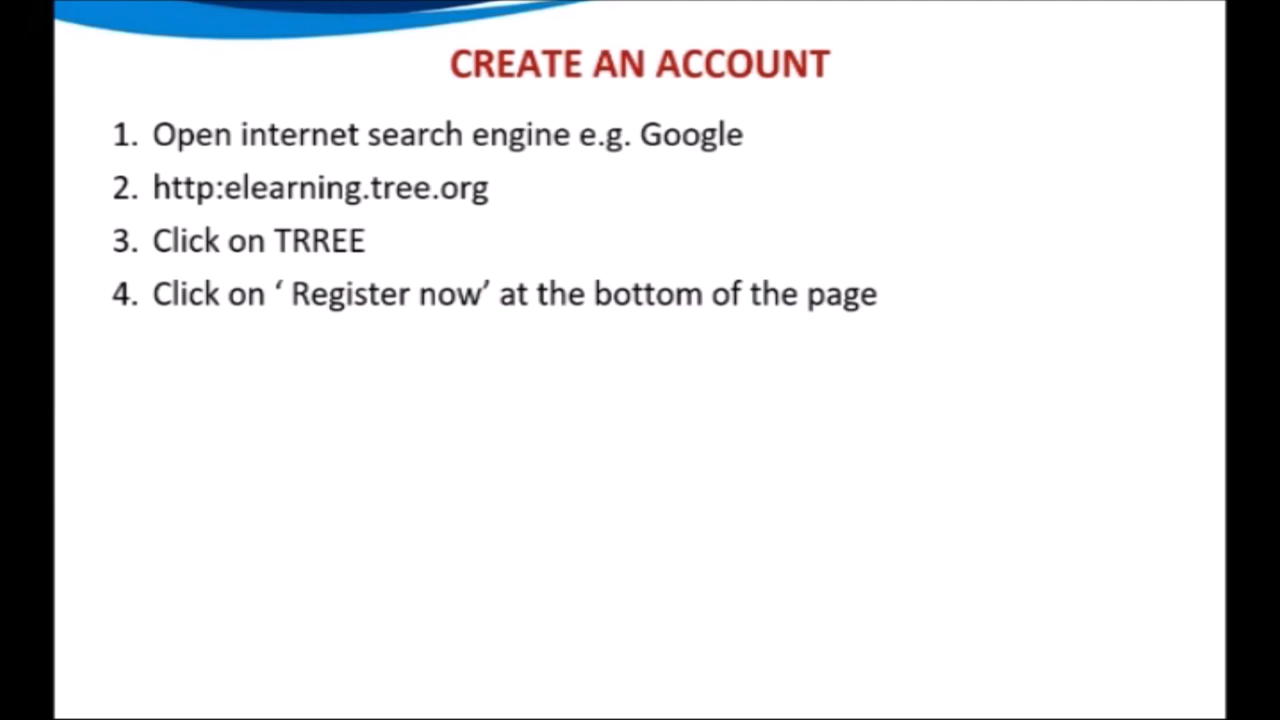 CREATE AN ACCOUNT
1. Open internet search engine e.g. Google
2. http:elearning.tree.org
3. Click on TRREE
4. Click on ‘ Register now’ at the bottom of the page